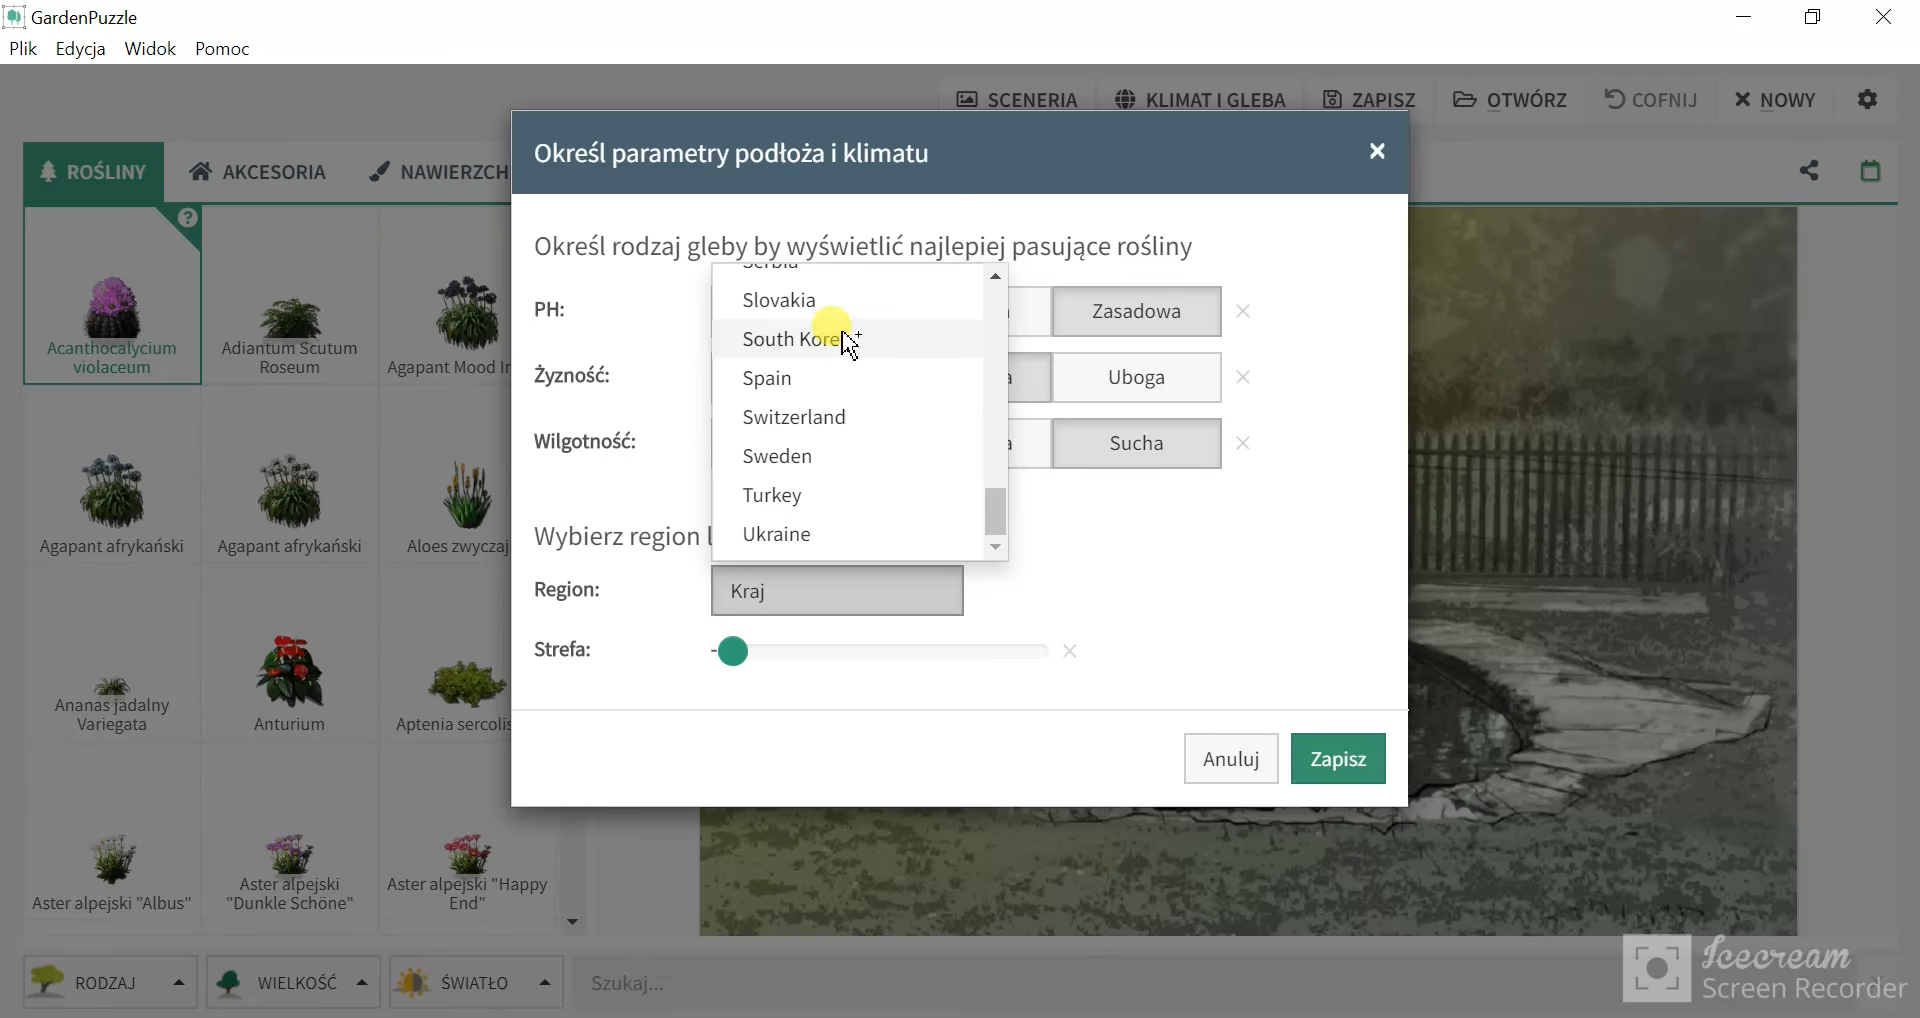 GardenPuzzle
Plik Edycja Widok Pomoc
SCENERIA KLIMAT I GLEBA ZAPISZ OTWÓRZ COFNIJ NOWY
ROŚLINY AKCESORIA NAWIERZCH
Określ parametry podłoża i klimatu
Określ rodzaj gleby by wyświetlić najlepiej pasujące rośliny
PH:
Zasadowa
Żyzność:
Uboga
Wilgotność:
Sucha
Serbia
Slovakia
South Kore
Spain
Switzerland
Sweden
Turkey
Ukraine
Wybierz region l
Region:
Kraj
Strefa:
Anuluj
Zapisz
Acanthocalycium
violaceum
Adiantum Scutum
Roseum
Agapant Mood Ir
Agapant afrykański
Agapant afrykański
Aloes zwyczaj
Ananas jadalny
Variegata
Anturium
Aptenia sercolis
Aster alpejski "Albus"
Aster alpejski
"Dunkle Schöne"
Aster alpejski "Happy
End"
RODZAJ WIELKOŚĆ ŚWIATŁO Szukaj...
Icecream
Screen Recorder